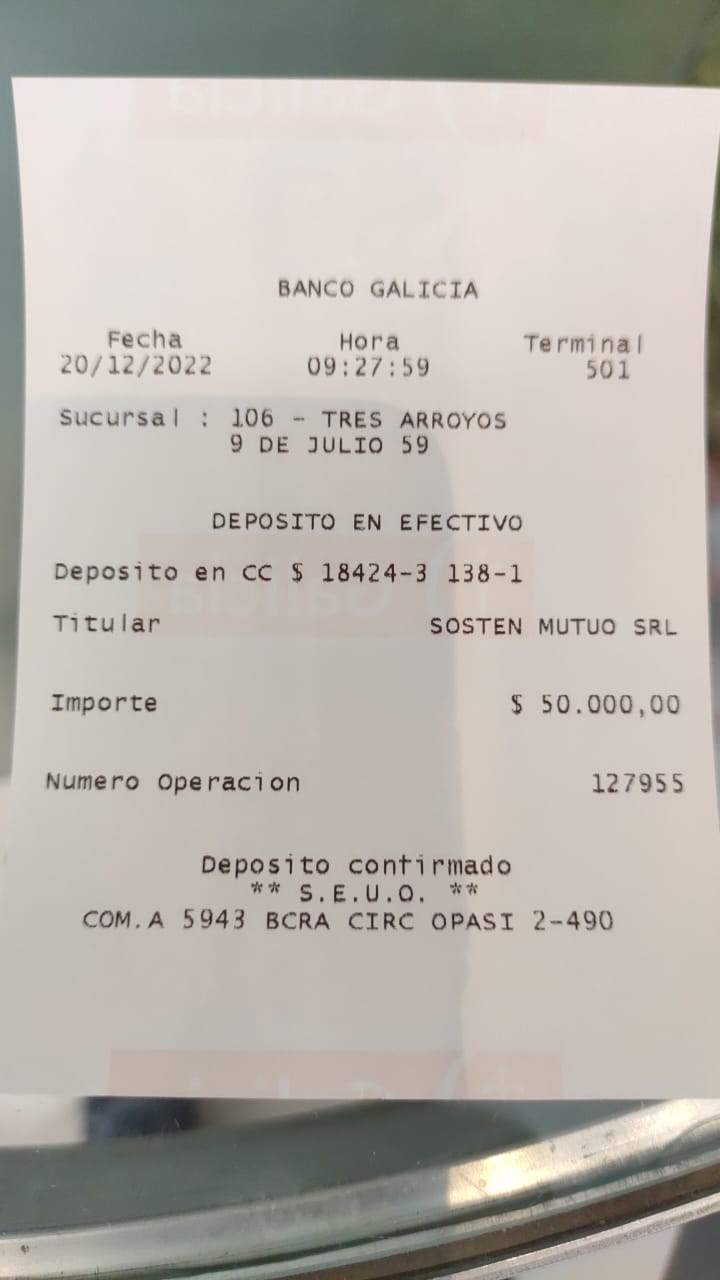 BANCO GALICIA
Fecha Hora Terminal
20/12/2022 09:27:59 501
Sucursal : 106 - TRES ARROYOS
9 DE JULIO 59
DEPOSITO EN EFECTIVO
Deposito en CC $ 18424-3 138-1
Titular SOSTEN MUTUO SRL
Importe $ 50.000,00
Numero Operacion 127955
Deposito confirmado
** S.E.U.O. **
COM.A 5943 BCRA CIRC OPASI 2-490